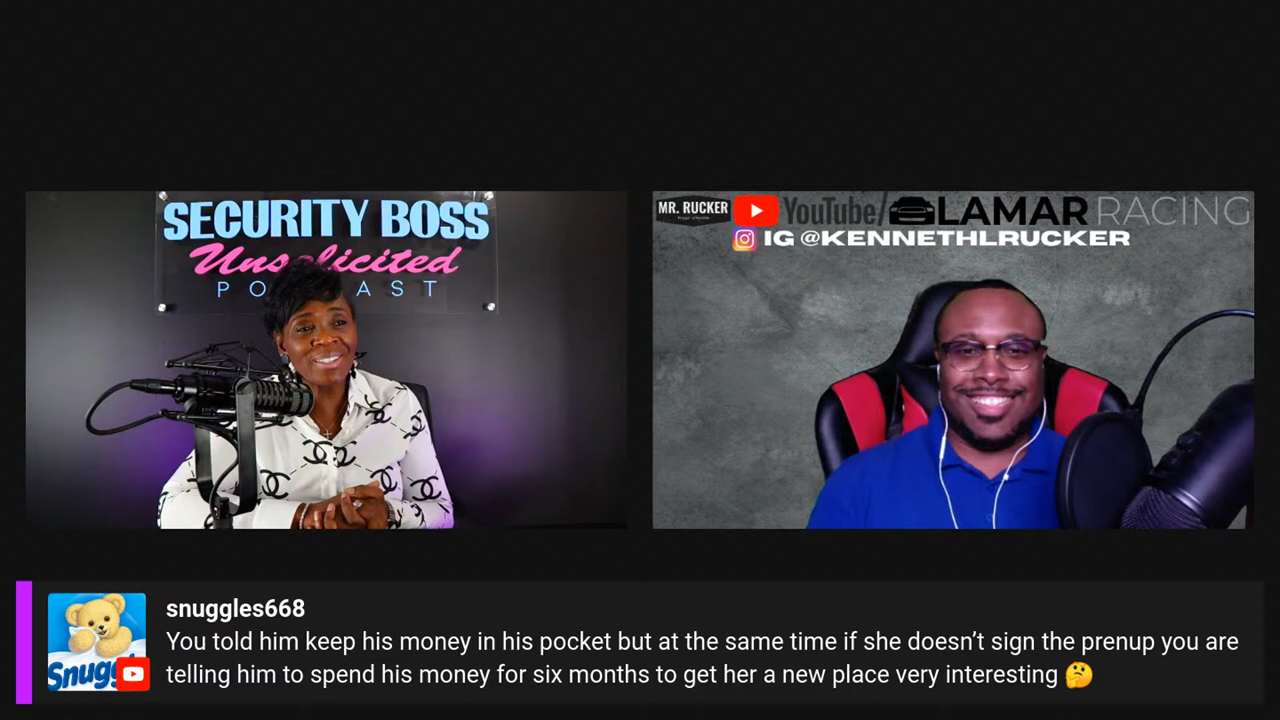 SECURITY BOSS
Unsolicited
PODCAST
MR. RUCKER
YouTube/ LAMAR RACING
IG @KENNETHLRUCKER
snuggles668
You told him keep his money in his pocket but at the same time if she doesn't sign the prenup you are
telling him to spend his money for six months to get her a new place very interesting 🤔